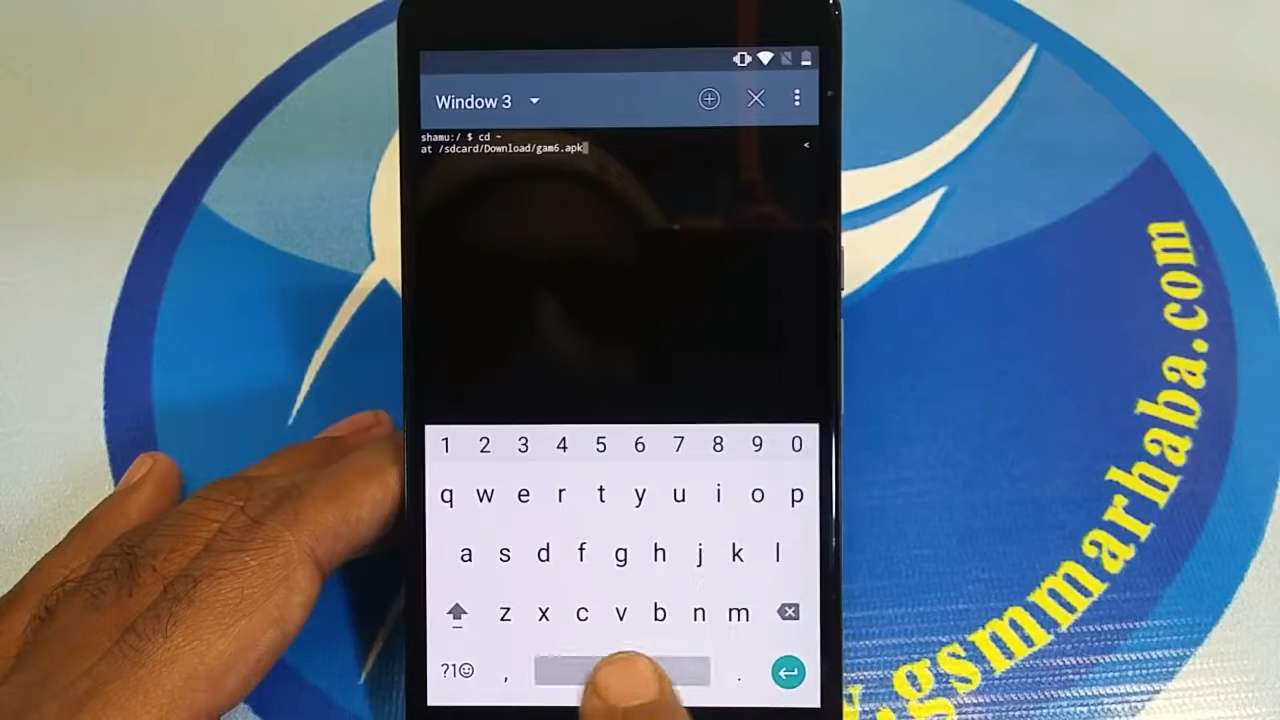 Window 3
shamu:/ $ cd ~
at /sdcard/Download/gam6.apk
<
1 2 3 4 5 6 7 8 9 0
q w e r t y u i o p
a s d f g h j k l
z x c v b n m
?1☺ , .
.gsmmarhaba.com